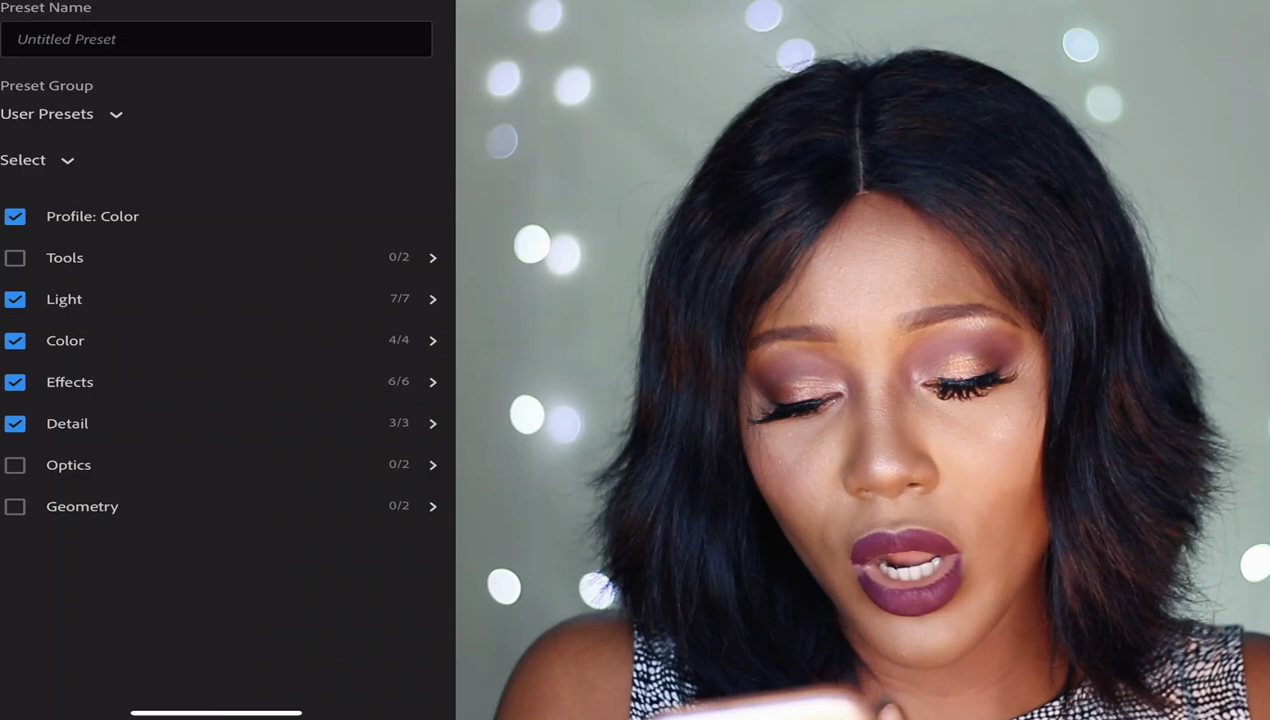 Preset Name
Untitled Preset
Preset Group
User Presets
Select
Profile: Color
Tools 0/2
Light 7/7
Color 4/4
Effects 6/6
Detail 3/3
Optics 0/2
Geometry 0/2